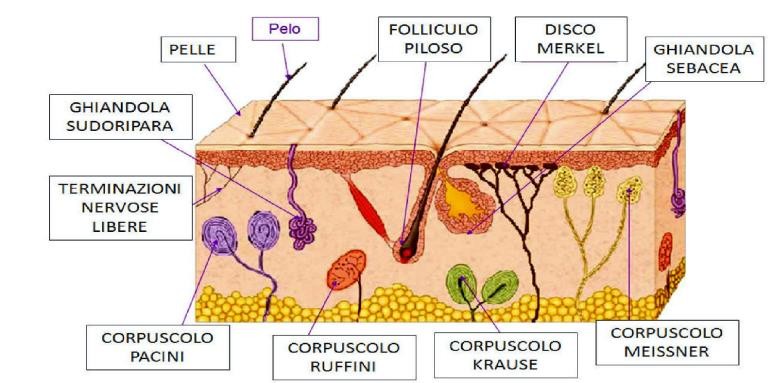 Pelo
PELLE
FOLLICULO
PILOSO
DISCO
MERKEL
GHIANDOLA
SEBACEA
GHIANDOLA
SUDORIPARA
TERMINAZIONI
NERVOSE
LIBERE
CORPUSCOLO
PACINI
CORPUSCOLO
RUFFINI
CORPUSCOLO
KRAUSE
CORPUSCOLO
MEISSNER